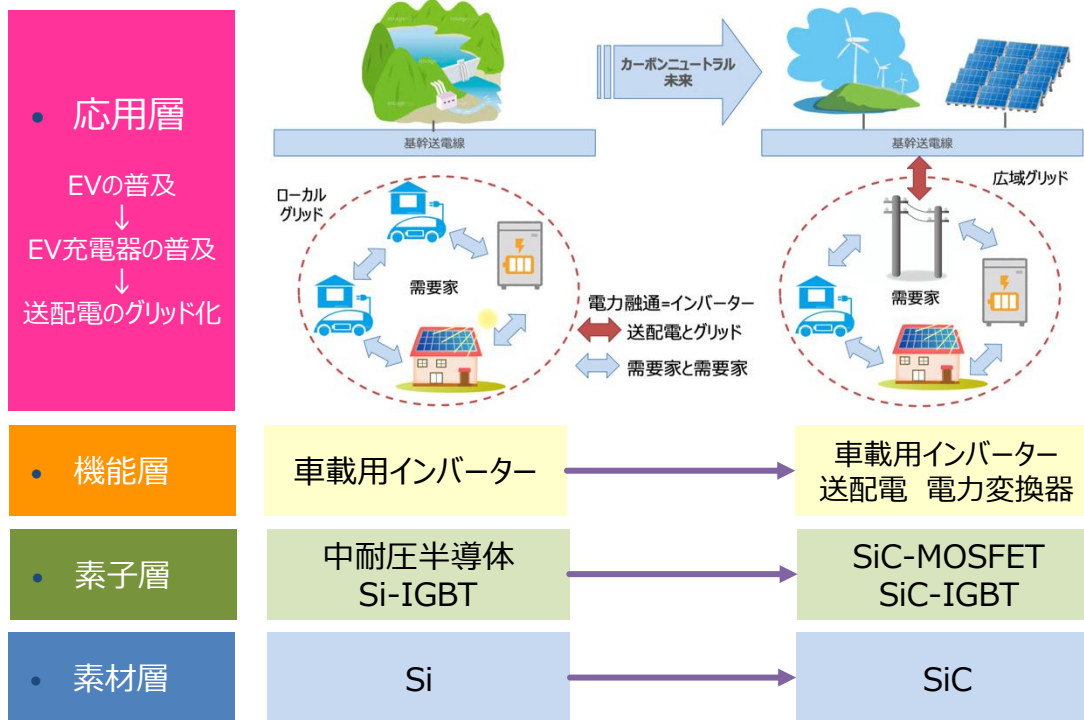 • 応用層
EVの普及
↓
EV充電器の普及
↓
送配電のグリッド化
カーボンニュートラル
未来
基幹送電線
基幹送電線
ローカル
グリッド
需要家
電力融通=インバーター
送配電とグリッド
需要家と需要家
広域グリッド
需要家
• 機能層
車載用インバーター
車載用インバーター
送配電 電力変換器
• 素子層
中耐圧半導体
Si-IGBT
SiC-MOSFET
SiC-IGBT
• 素材層
Si
SiC